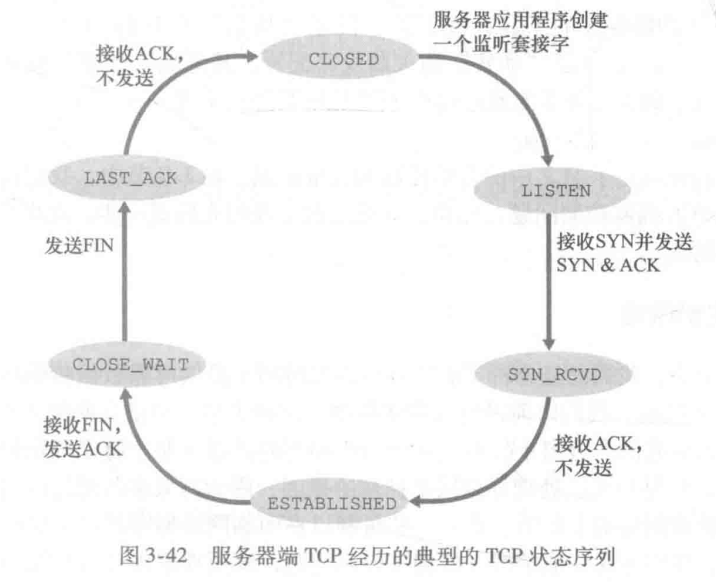 服务器应用程序创建
一个监听套接字
接收ACK,
不发送
CLOSED
LAST_ACK
LISTEN
发送FIN
接收SYN并发送
SYN & ACK
CLOSE_WAIT
SYN_RCVD
接收FIN,
发送ACK
接收ACK,
不发送
ESTABLISHED
图 3-42 服务器端 TCP 经历的典型的 TCP 状态序列